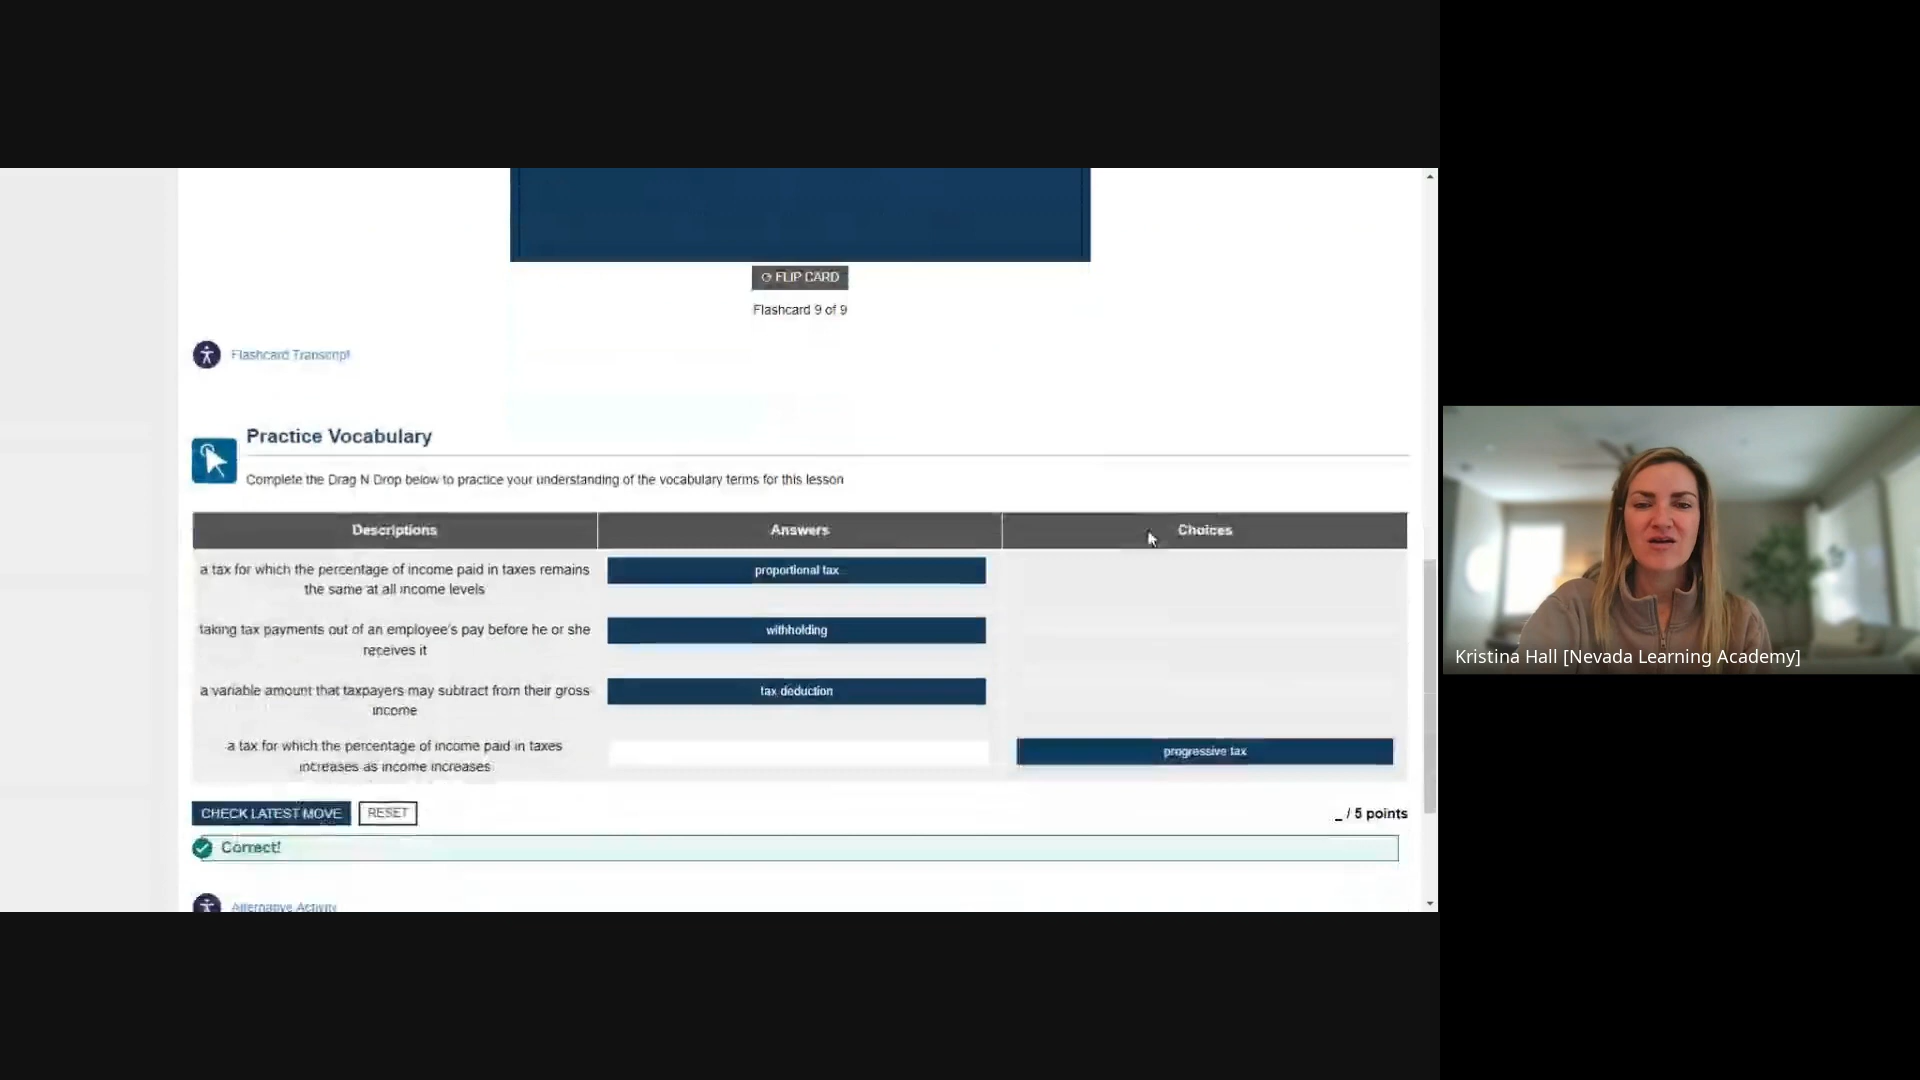 FLIP CARD
Flashcard 9 of 9
Flashcard Transcript
Practice Vocabulary
Complete the Drag N Drop below to practice your understanding of the vocabulary terms for this lesson
Descriptions
Answers
Choices
a tax for which the percentage of income paid in taxes remains
the same at all income levels
proportional tax
taking tax payments out of an employee's pay before he or she
receives it
withholding
a variable amount that taxpayers may subtract from their gross
income
tax deduction
a tax for which the percentage of income paid in taxes
increases as income increases
progressive tax
CHECK LATEST MOVE
RESET
_ / 5 points
Correct!
Alternative Activity
Kristina Hall [Nevada Learning Academy]